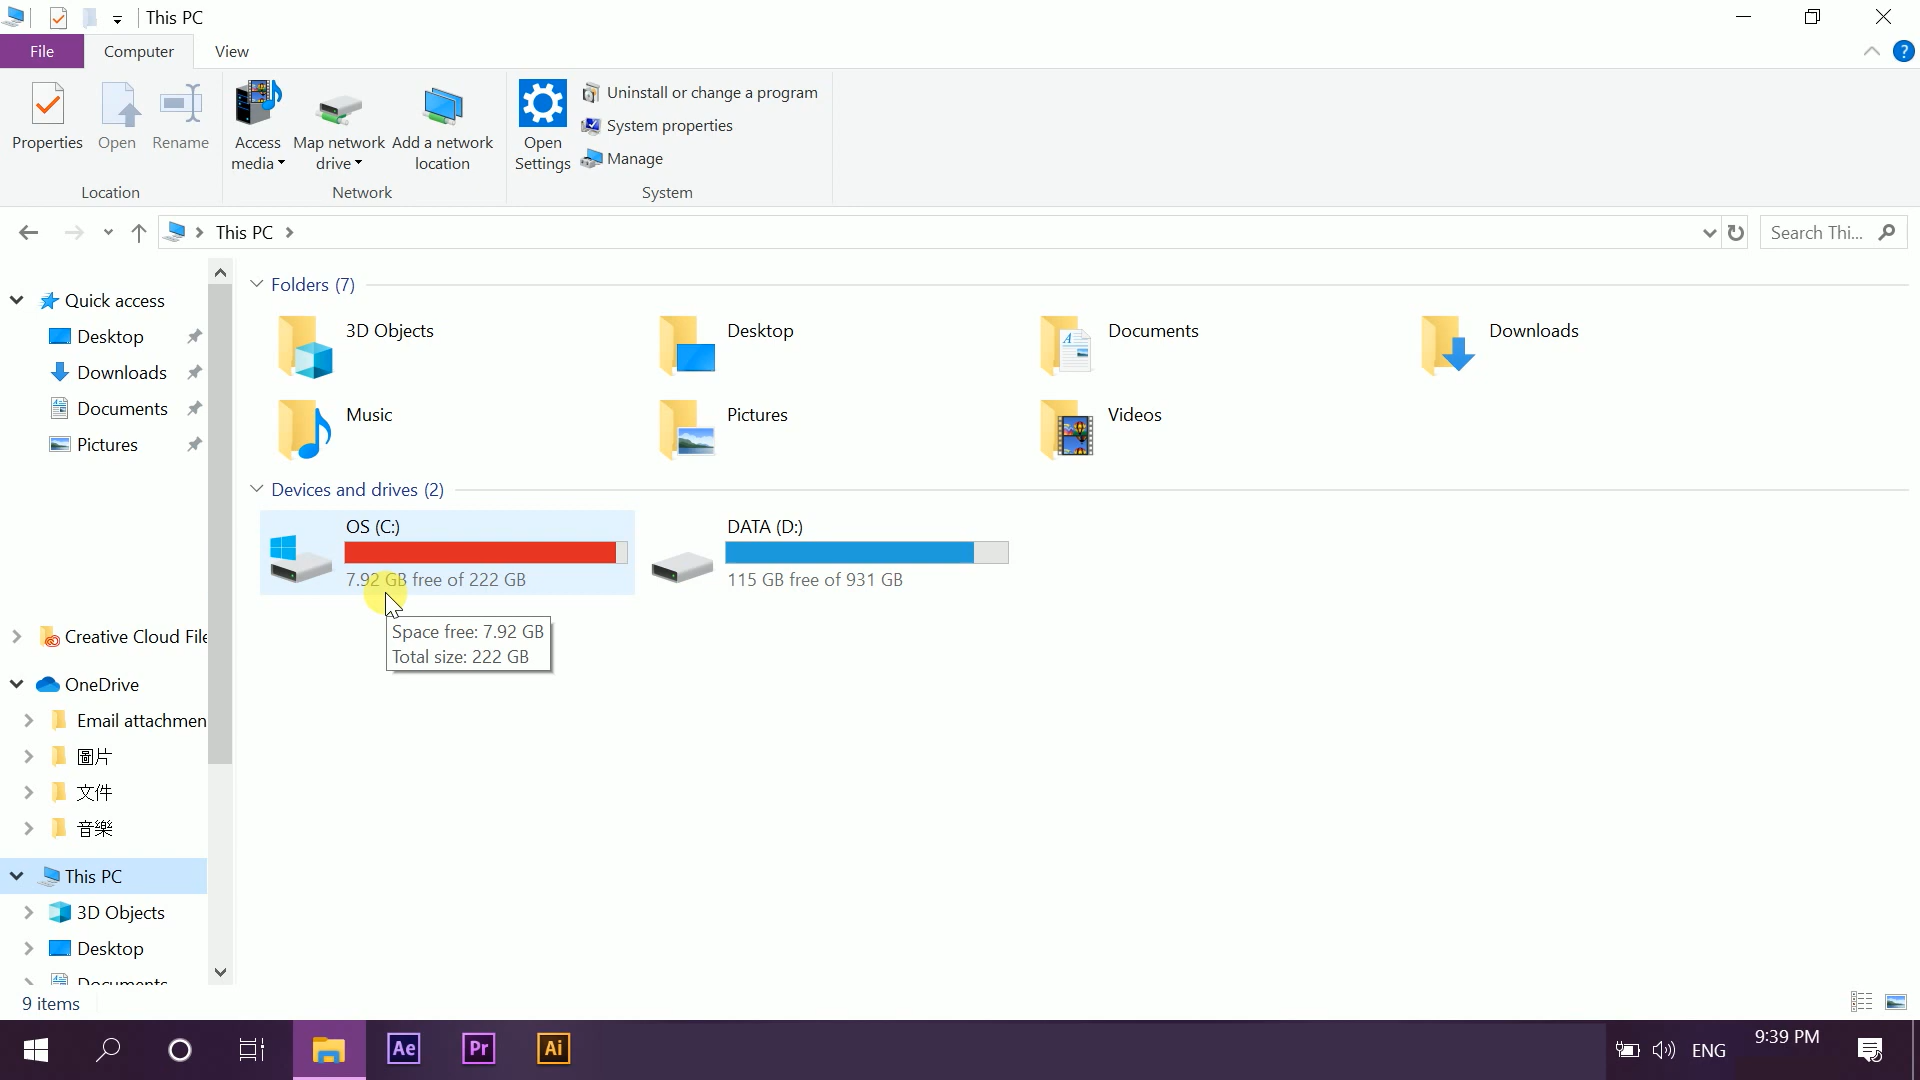 This PC
File
Computer
View
Properties
Open
Rename
Access media
Map network drive
Add a network location
Open Settings
Uninstall or change a program
System properties
Manage
Location
Network
System
This PC
Search Thi...
Quick access
Desktop
Downloads
Documents
Pictures
Creative Cloud File
OneDrive
Email attachmen
圖片
文件
音樂
This PC
3D Objects
Desktop
Documents
Folders (7)
3D Objects
Desktop
Documents
Downloads
Music
Pictures
Videos
Devices and drives (2)
OS (C:)
7.92 GB free of 222 GB
DATA (D:)
115 GB free of 931 GB
Space free: 7.92 GB
Total size: 222 GB
9 items
Ae
Pr
Ai
ENG
9:39 PM